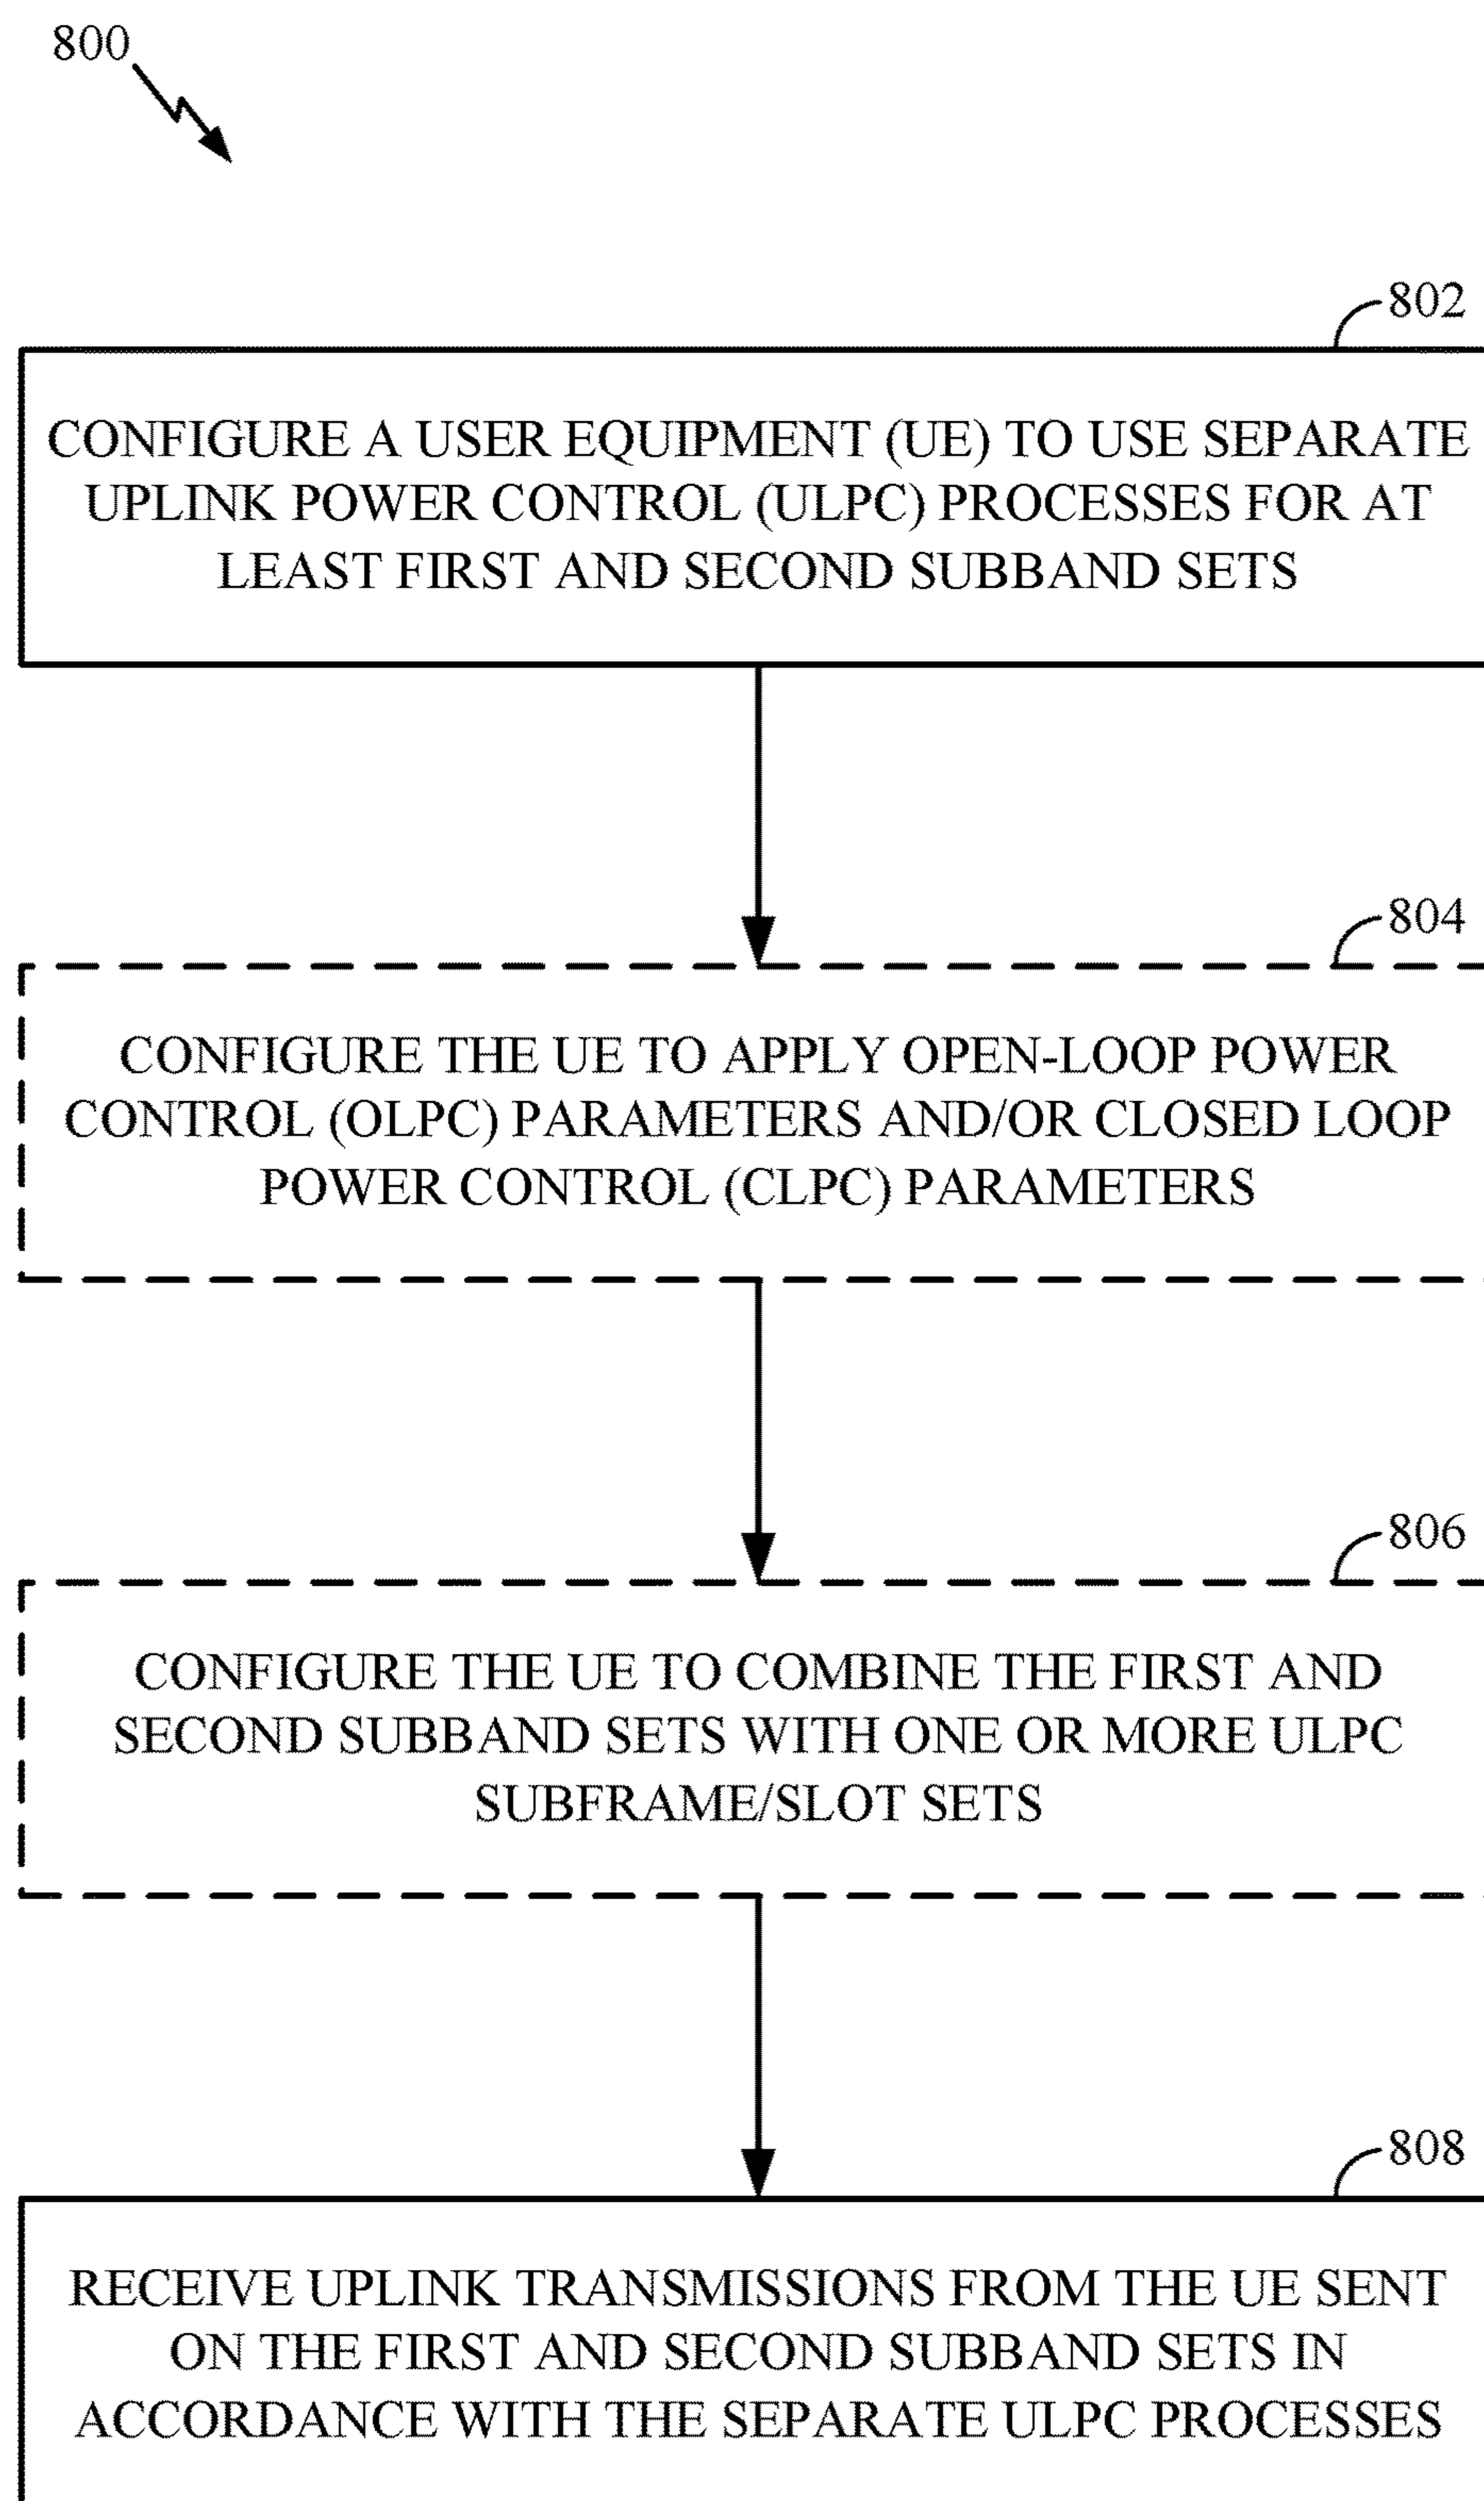 800
802
CONFIGURE A USER EQUIPMENT (UE) TO USE SEPARATE
UPLINK POWER CONTROL (ULPC) PROCESSES FOR AT
LEAST FIRST AND SECOND SUBBAND SETS
804
CONFIGURE THE UE TO APPLY OPEN-LOOP POWER
CONTROL (OLPC) PARAMETERS AND/OR CLOSED LOOP
POWER CONTROL (CLPC) PARAMETERS
806
CONFIGURE THE UE TO COMBINE THE FIRST AND
SECOND SUBBAND SETS WITH ONE OR MORE ULPC
SUBFRAME/SLOT SETS
808
RECEIVE UPLINK TRANSMISSIONS FROM THE UE SENT
ON THE FIRST AND SECOND SUBBAND SETS IN
ACCORDANCE WITH THE SEPARATE ULPC PROCESSES